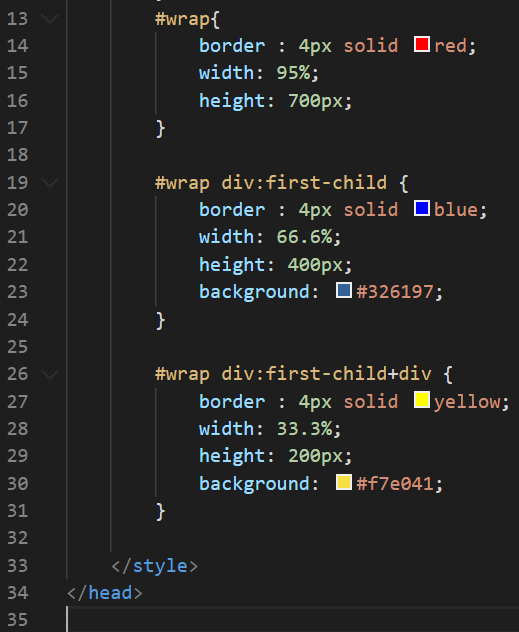 13 #wrap{
14 border : 4px solid red;
15 width: 95%;
16 height: 700px;
17 }
18
19 #wrap div:first-child {
20 border : 4px solid blue;
21 width: 66.6%;
22 height: 400px;
23 background: #326197;
24 }
25
26 #wrap div:first-child+div {
27 border : 4px solid yellow;
28 width: 33.3%;
29 height: 200px;
30 background: #f7e041;
31 }
32
33 </style>
34 </head>
35